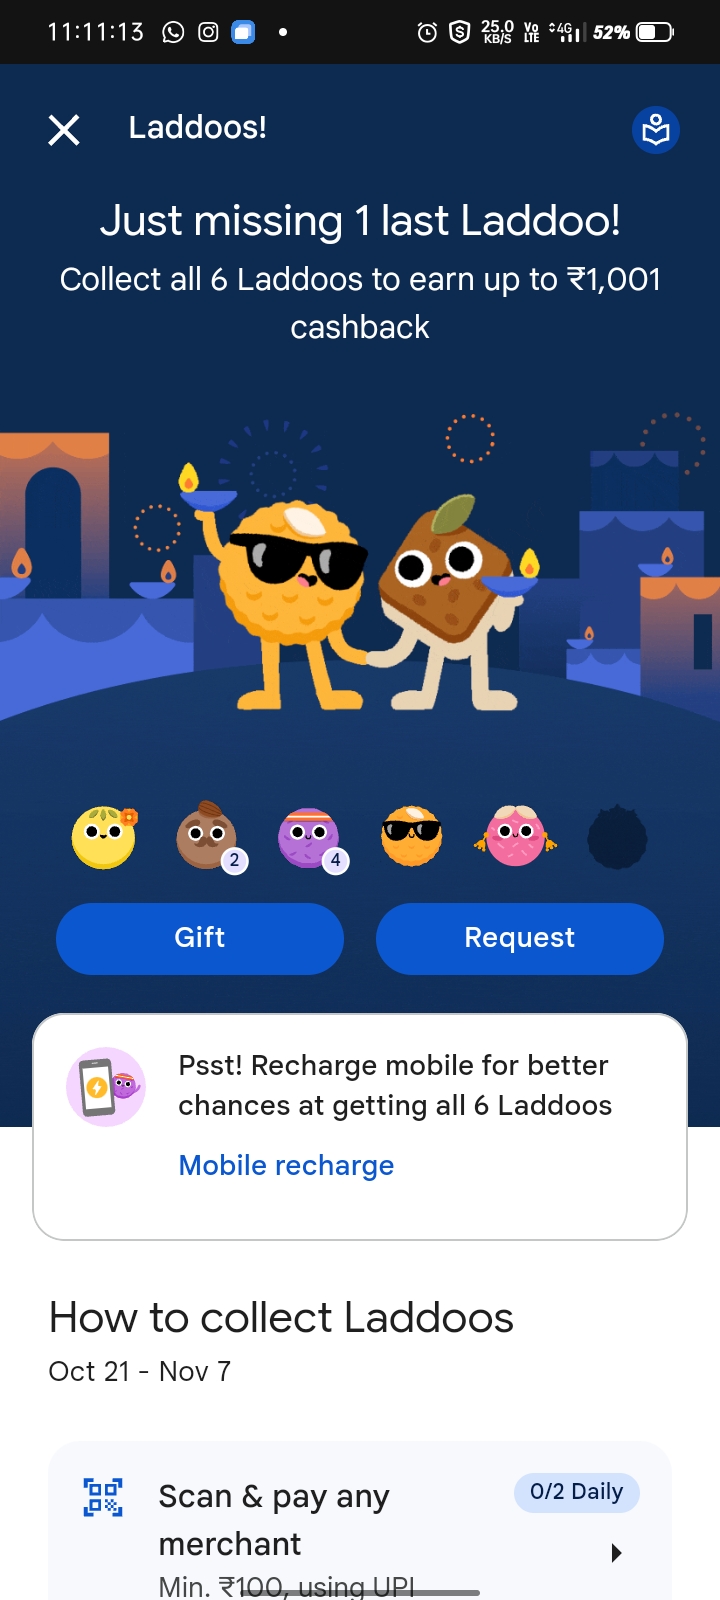 11:11:13
25.0
KB/S
Vo
LTE
4G
52%
Laddoos!
Just missing 1 last Laddoo!
Collect all 6 Laddoos to earn up to ₹1,001
cashback
2
4
Gift
Request
Psst! Recharge mobile for better
chances at getting all 6 Laddoos
Mobile recharge
How to collect Laddoos
Oct 21 - Nov 7
Scan & pay any
merchant
0/2 Daily
Min. ₹100, using UPI